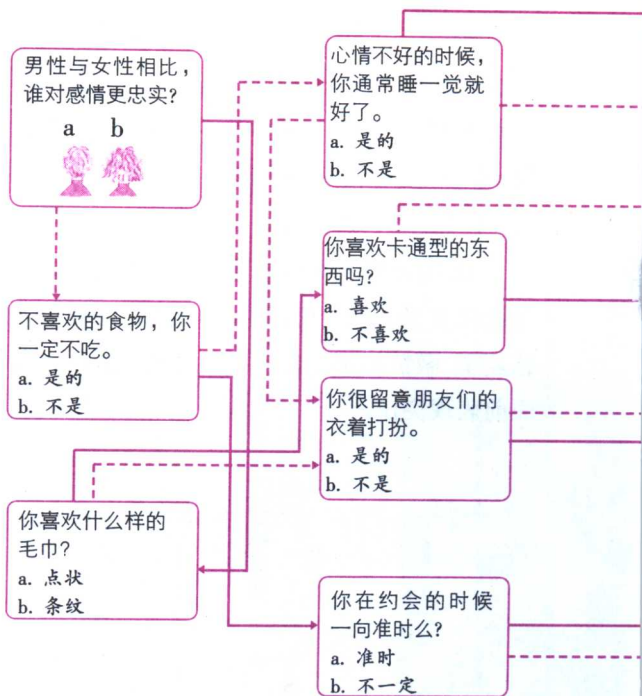 男性与女性相比,
谁对感情更忠实?
a b
不喜欢的食物,你
一定不吃。
a. 是的
b. 不是
你喜欢什么样的
毛巾?
a. 点状
b. 条纹
心情不好的时候,
你通常睡一觉就
好了。
a. 是的
b. 不是
你喜欢卡通型的东
西吗?
a. 喜欢
b. 不喜欢
你很留意朋友们的
衣着打扮。
a. 是的
b. 不是
你在约会的时候
一向准时么?
a. 准时
b. 不一定